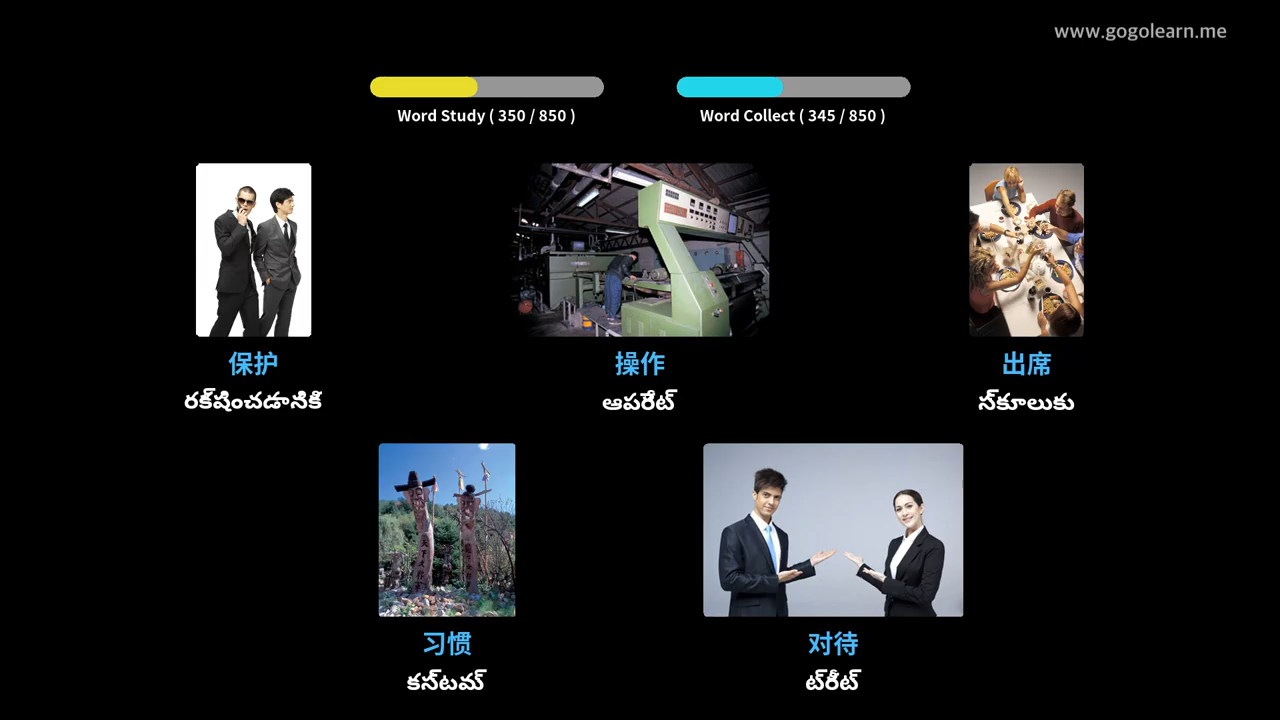 www.gogolearn.me
Word Study ( 350 / 850 )
Word Collect ( 345 / 850 )
保护
రక్షించడానికి
操作
ఆపరేట్
出席
స్కూలుకు
习惯
కస్టమ్
对待
ట్రీట్